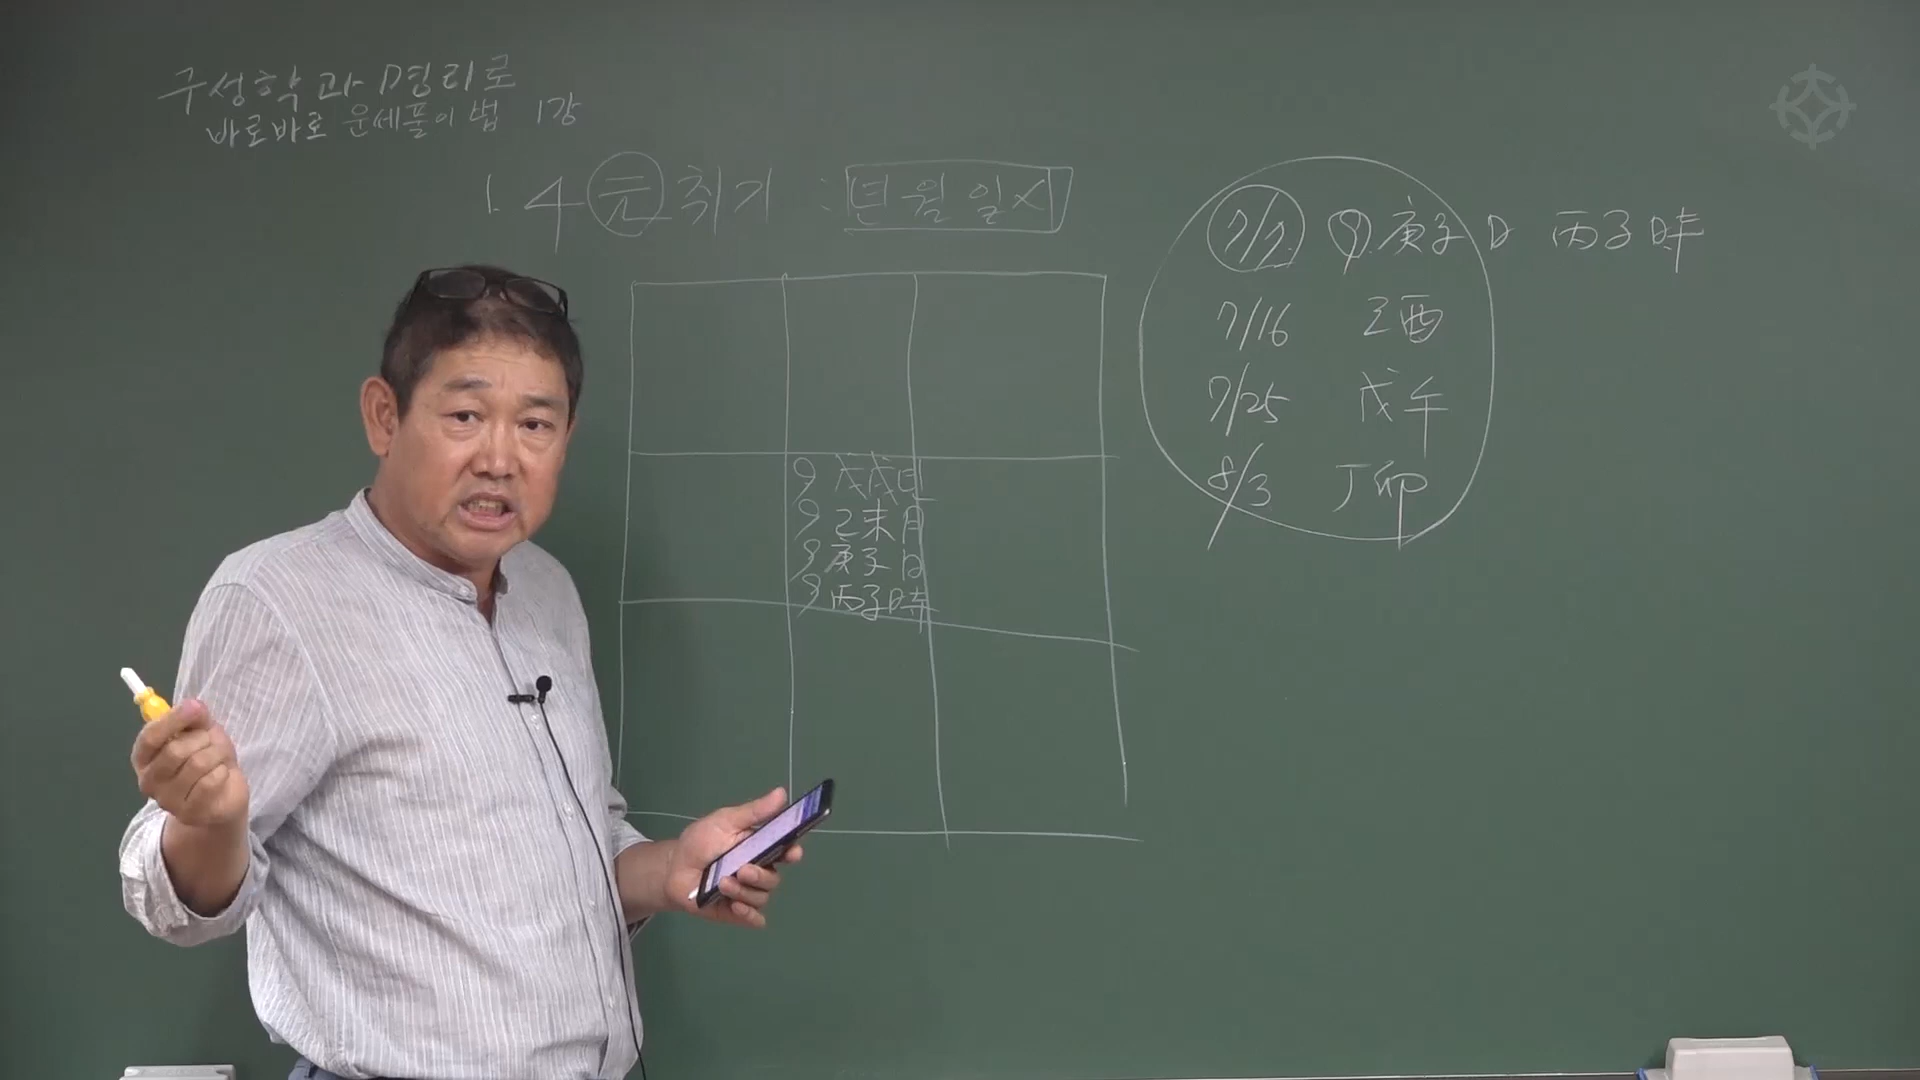 구성학과 명리로
바로바로 운세풀이법 1강
1. 4元취기 : 년월일시
9 戊戌년
9 己未月
9 庚子日
9 丙子時
7/7 9 庚子日 丙子時
7/16 己酉
7/25 戊午
8/3 丁卯